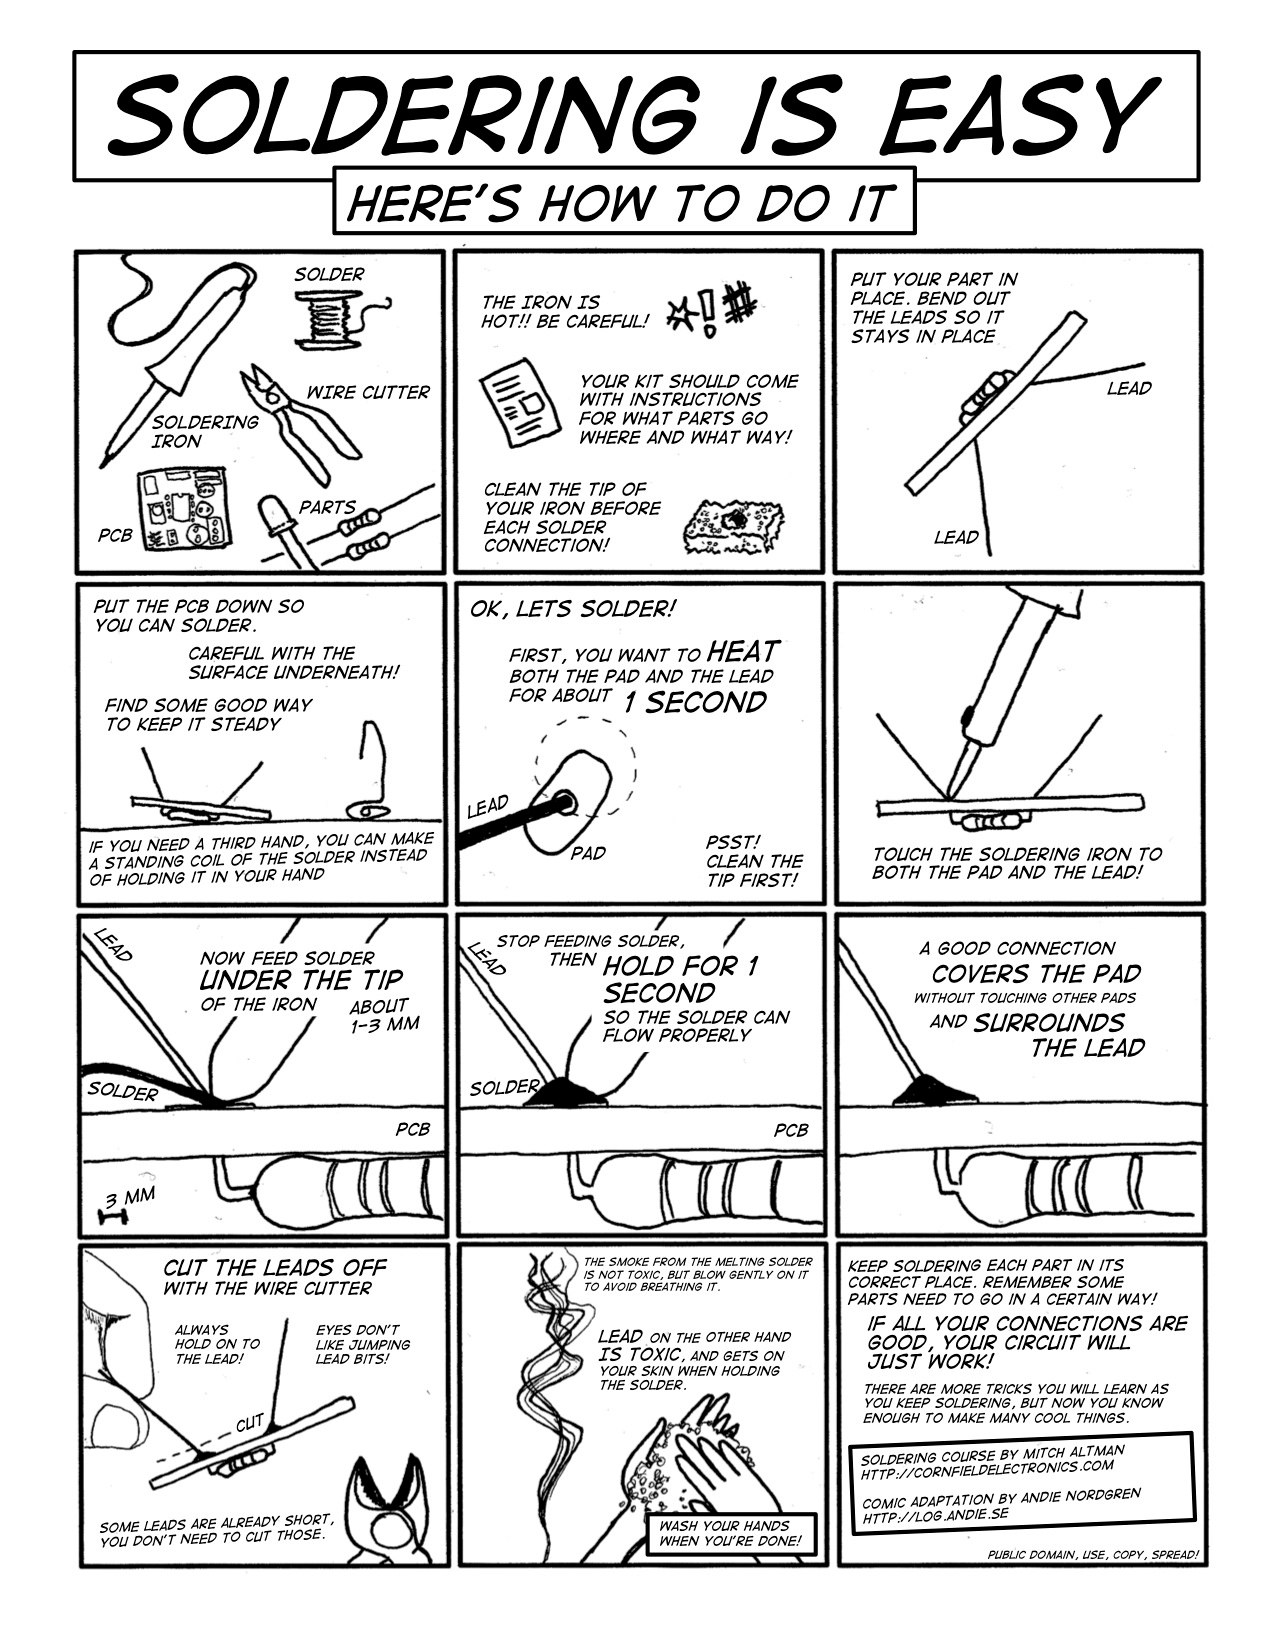 SOLDERING IS EASY
HERE'S HOW TO DO IT
SOLDER
WIRE CUTTER
SOLDERING
IRON
PARTS
PCB
THE IRON IS
HOT!! BE CAREFUL!
*!#
YOUR KIT SHOULD COME
WITH INSTRUCTIONS
FOR WHAT PARTS GO
WHERE AND WHAT WAY!
CLEAN THE TIP OF
YOUR IRON BEFORE
EACH SOLDER
CONNECTION!
PUT YOUR PART IN
PLACE. BEND OUT
THE LEADS SO IT
STAYS IN PLACE
LEAD
LEAD
PUT THE PCB DOWN SO
YOU CAN SOLDER.
CAREFUL WITH THE
SURFACE UNDERNEATH!
FIND SOME GOOD WAY
TO KEEP IT STEADY
IF YOU NEED A THIRD HAND, YOU CAN MAKE
A STANDING COIL OF THE SOLDER INSTEAD
OF HOLDING IT IN YOUR HAND
OK, LETS SOLDER!
FIRST, YOU WANT TO HEAT
BOTH THE PAD AND THE LEAD
FOR ABOUT 1 SECOND
LEAD
PAD
PSST!
CLEAN THE
TIP FIRST!
TOUCH THE SOLDERING IRON TO
BOTH THE PAD AND THE LEAD!
LEAD
NOW FEED SOLDER
UNDER THE TIP
OF THE IRON
ABOUT
1-3 MM
SOLDER
PCB
3 MM
LEAD
STOP FEEDING SOLDER,
THEN HOLD FOR 1
SECOND
SO THE SOLDER CAN
FLOW PROPERLY
SOLDER
PCB
A GOOD CONNECTION
COVERS THE PAD
WITHOUT TOUCHING OTHER PADS
AND SURROUNDS
THE LEAD
CUT THE LEADS OFF
WITH THE WIRE CUTTER
ALWAYS
HOLD ON TO
THE LEAD!
EYES DON'T
LIKE JUMPING
LEAD BITS!
CUT
SOME LEADS ARE ALREADY SHORT,
YOU DON'T NEED TO CUT THOSE.
THE SMOKE FROM THE MELTING SOLDER
IS NOT TOXIC, BUT BLOW GENTLY ON IT
TO AVOID BREATHING IT.
LEAD ON THE OTHER HAND
IS TOXIC, AND GETS ON
YOUR SKIN WHEN HOLDING
THE SOLDER.
WASH YOUR HANDS
WHEN YOU'RE DONE!
KEEP SOLDERING EACH PART IN ITS
CORRECT PLACE. REMEMBER SOME
PARTS NEED TO GO IN A CERTAIN WAY!
IF ALL YOUR CONNECTIONS ARE
GOOD, YOUR CIRCUIT WILL
JUST WORK!
THERE ARE MORE TRICKS YOU WILL LEARN AS
YOU KEEP SOLDERING, BUT NOW YOU KNOW
ENOUGH TO MAKE MANY COOL THINGS.
SOLDERING COURSE BY MITCH ALTMAN
HTTP://CORNFIELDELECTRONICS.COM
COMIC ADAPTATION BY ANDIE NORDGREN
HTTP://LOG.ANDIE.SE
PUBLIC DOMAIN, USE, COPY, SPREAD!